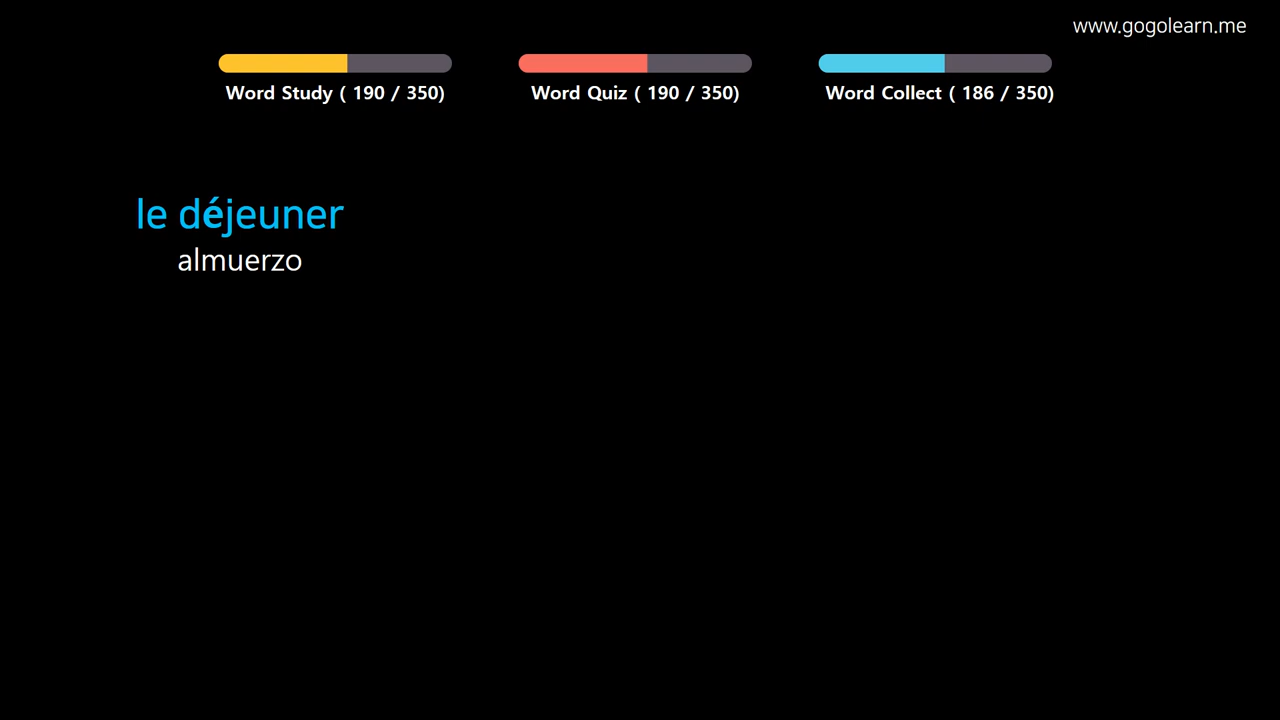 www.gogolearn.me
Word Study ( 190 / 350)
Word Quiz ( 190 / 350)
Word Collect ( 186 / 350)
le déjeuner
almuerzo